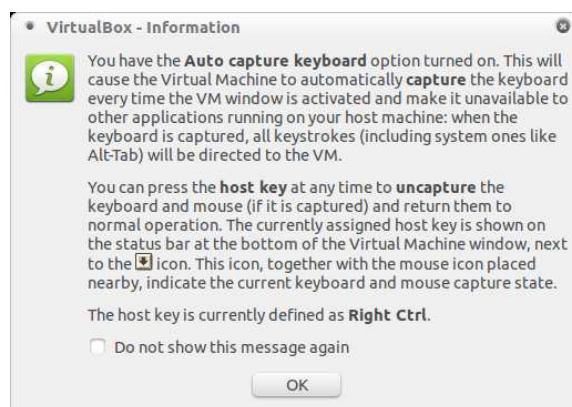 VirtualBox - Information
You have the Auto capture keyboard option turned on. This will
cause the Virtual Machine to automatically capture the keyboard
every time the VM window is activated and make it unavailable to
other applications running on your host machine: when the
keyboard is captured, all keystrokes (including system ones like
Alt-Tab) will be directed to the VM.
You can press the host key at any time to uncapture the
keyboard and mouse (if it is captured) and return them to
normal operation. The currently assigned host key is shown on
the status bar at the bottom of the Virtual Machine window, next
to the icon. This icon, together with the mouse icon placed
nearby, indicate the current keyboard and mouse capture state.
The host key is currently defined as Right Ctrl.
Do not show this message again
OK